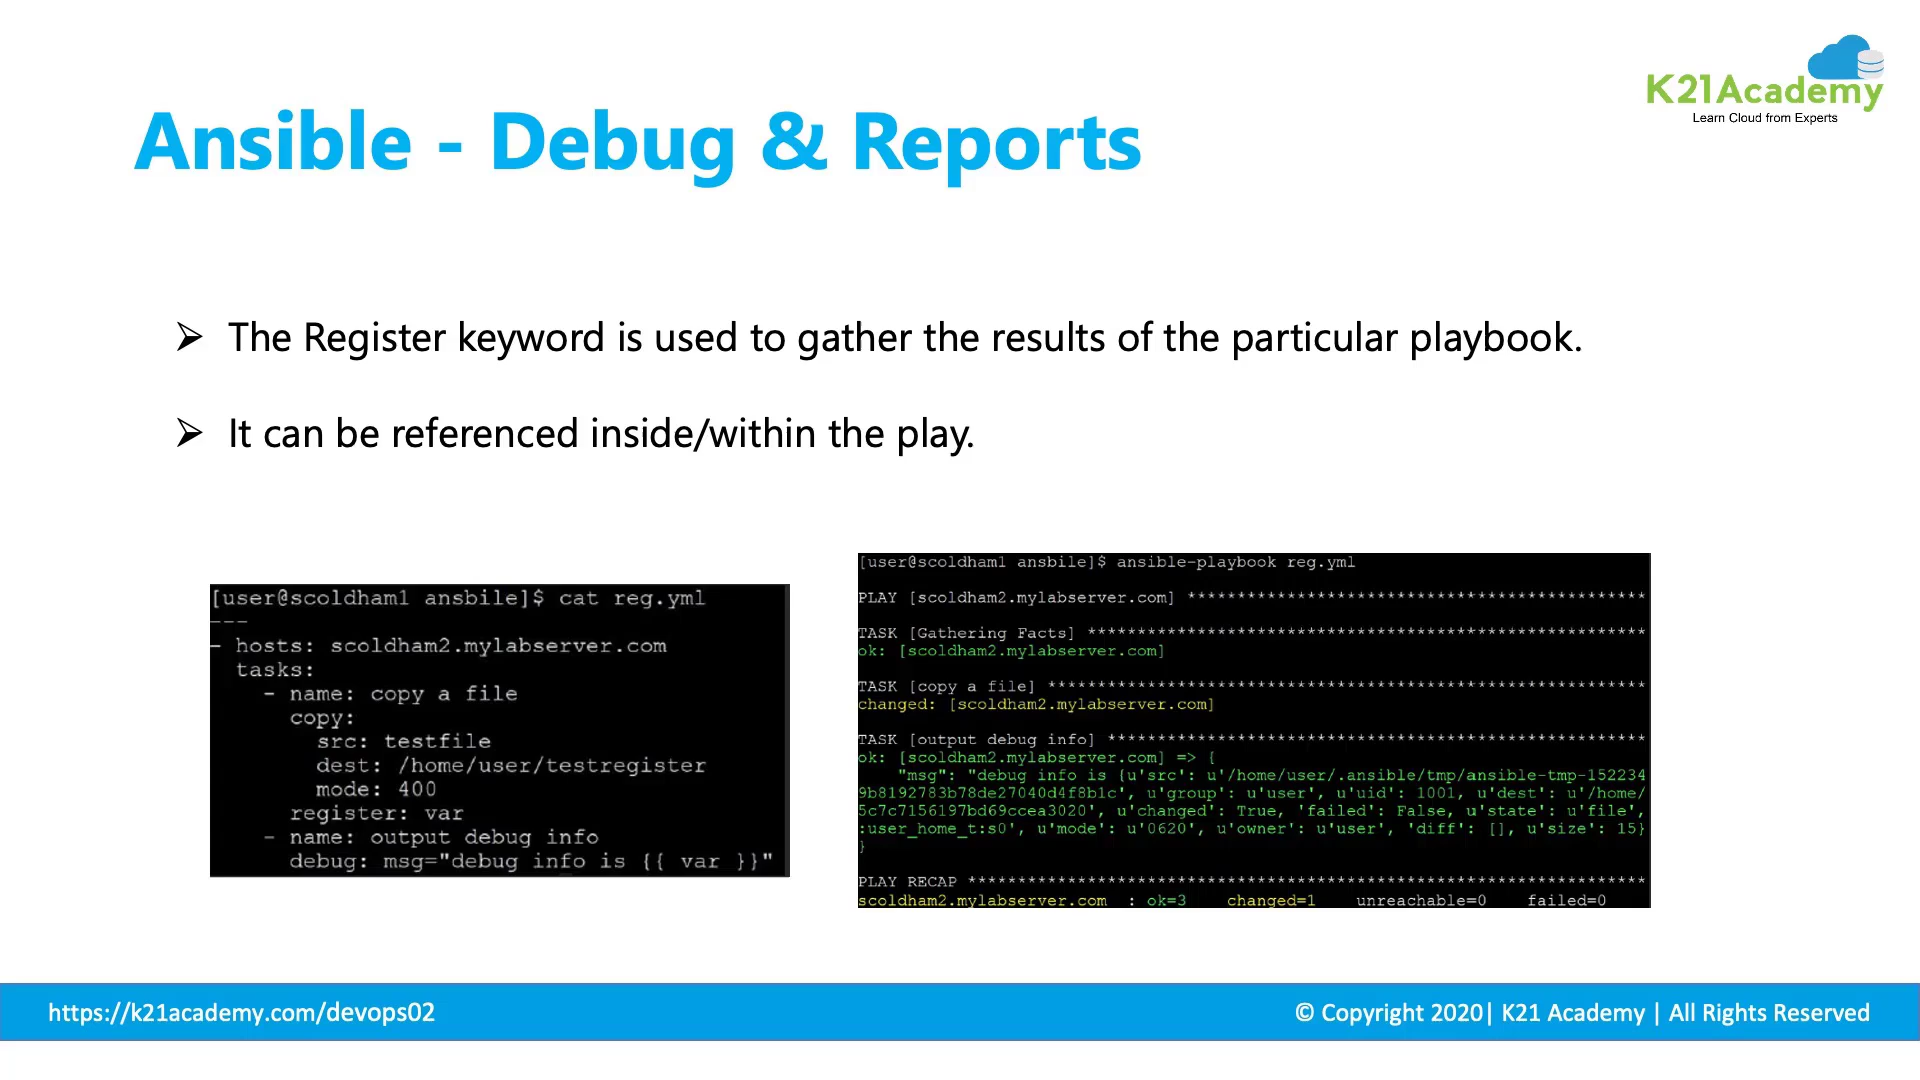 K21Academy
Learn Cloud from Experts
Ansible - Debug & Reports
➢ The Register keyword is used to gather the results of the particular playbook.
➢ It can be referenced inside/within the play.
[user@scoldham1 ansbile]$ cat reg.yml
---
- hosts: scoldham2.mylabserver.com
  tasks:
    - name: copy a file
      copy:
        src: testfile
        dest: /home/user/testregister
        mode: 400
      register: var
    - name: output debug info
      debug: msg="debug info is {{ var }}"
[user@scoldham1 ansbile]$ ansible-playbook reg.yml
PLAY [scoldham2.mylabserver.com] **********************************************
TASK [Gathering Facts] ********************************************************
ok: [scoldham2.mylabserver.com]
TASK [copy a file] ************************************************************
changed: [scoldham2.mylabserver.com]
TASK [output debug info] ******************************************************
ok: [scoldham2.mylabserver.com] => {
    "msg": "debug info is {u'src': u'/home/user/.ansible/tmp/ansible-tmp-152234
9b8192783b78de27040d4f8b1c', u'group': u'user', u'uid': 1001, u'dest': u'/home/
5c7c7156197bd69ccea3020', u'changed': True, 'failed': False, u'state': u'file',
:user_home_t:s0', u'mode': u'0620', u'owner': u'user', 'diff': [], u'size': 15}
}
PLAY RECAP ********************************************************************
scoldham2.mylabserver.com  : ok=3    changed=1    unreachable=0    failed=0
https://k21academy.com/devops02
© Copyright 2020| K21 Academy | All Rights Reserved